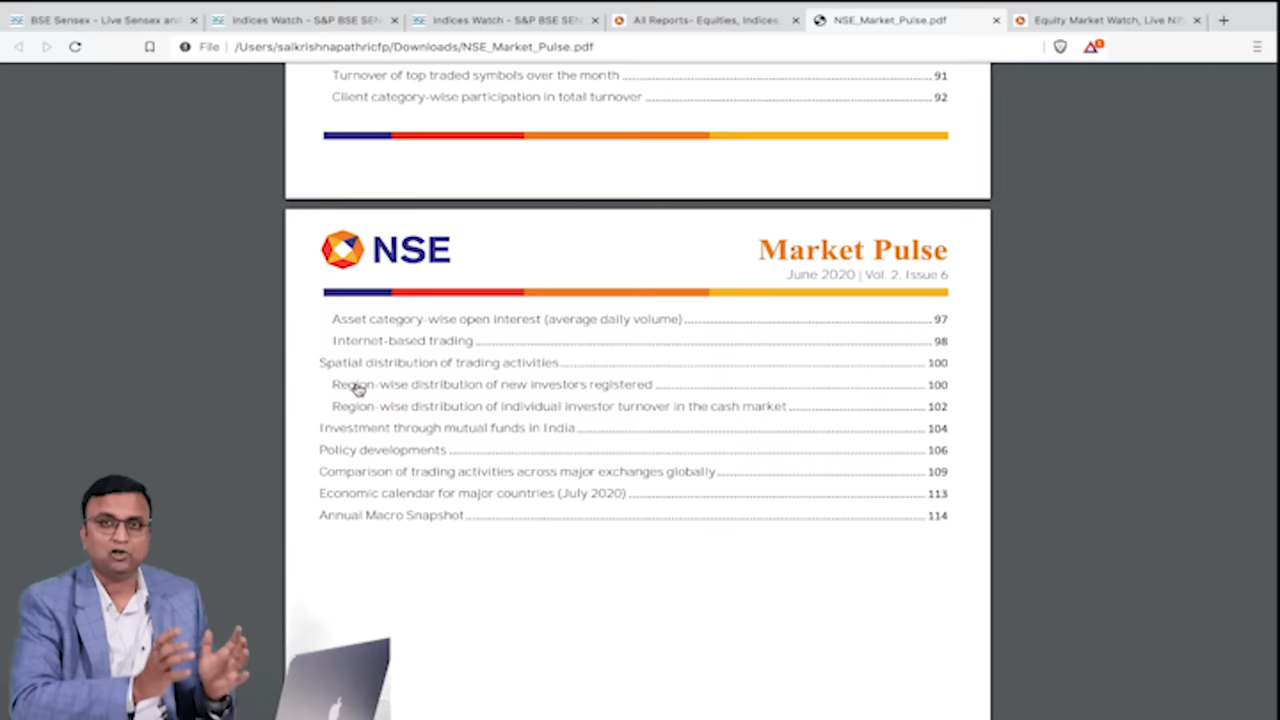 BSE Sensex - Live Sensex and
Indices Watch - S&P BSE SEN
Indices Watch - S&P BSE SEN
All Reports- Equities, Indices,
NSE_Market_Pulse.pdf
Equity Market Watch, Live Nif
File | /Users/saikrishnapathricfp/Downloads/NSE_Market_Pulse.pdf
Turnover of top traded symbols over the month 91
Client category-wise participation in total turnover 92
NSE
Market Pulse
June 2020 | Vol. 2, Issue 6
Asset category-wise open interest (average daily volume) 97
Internet-based trading 98
Spatial distribution of trading activities 100
Region-wise distribution of new investors registered 100
Region-wise distribution of individual investor turnover in the cash market 102
Investment through mutual funds in India 104
Policy developments 106
Comparison of trading activities across major exchanges globally 109
Economic calendar for major countries (July 2020) 113
Annual Macro Snapshot 114